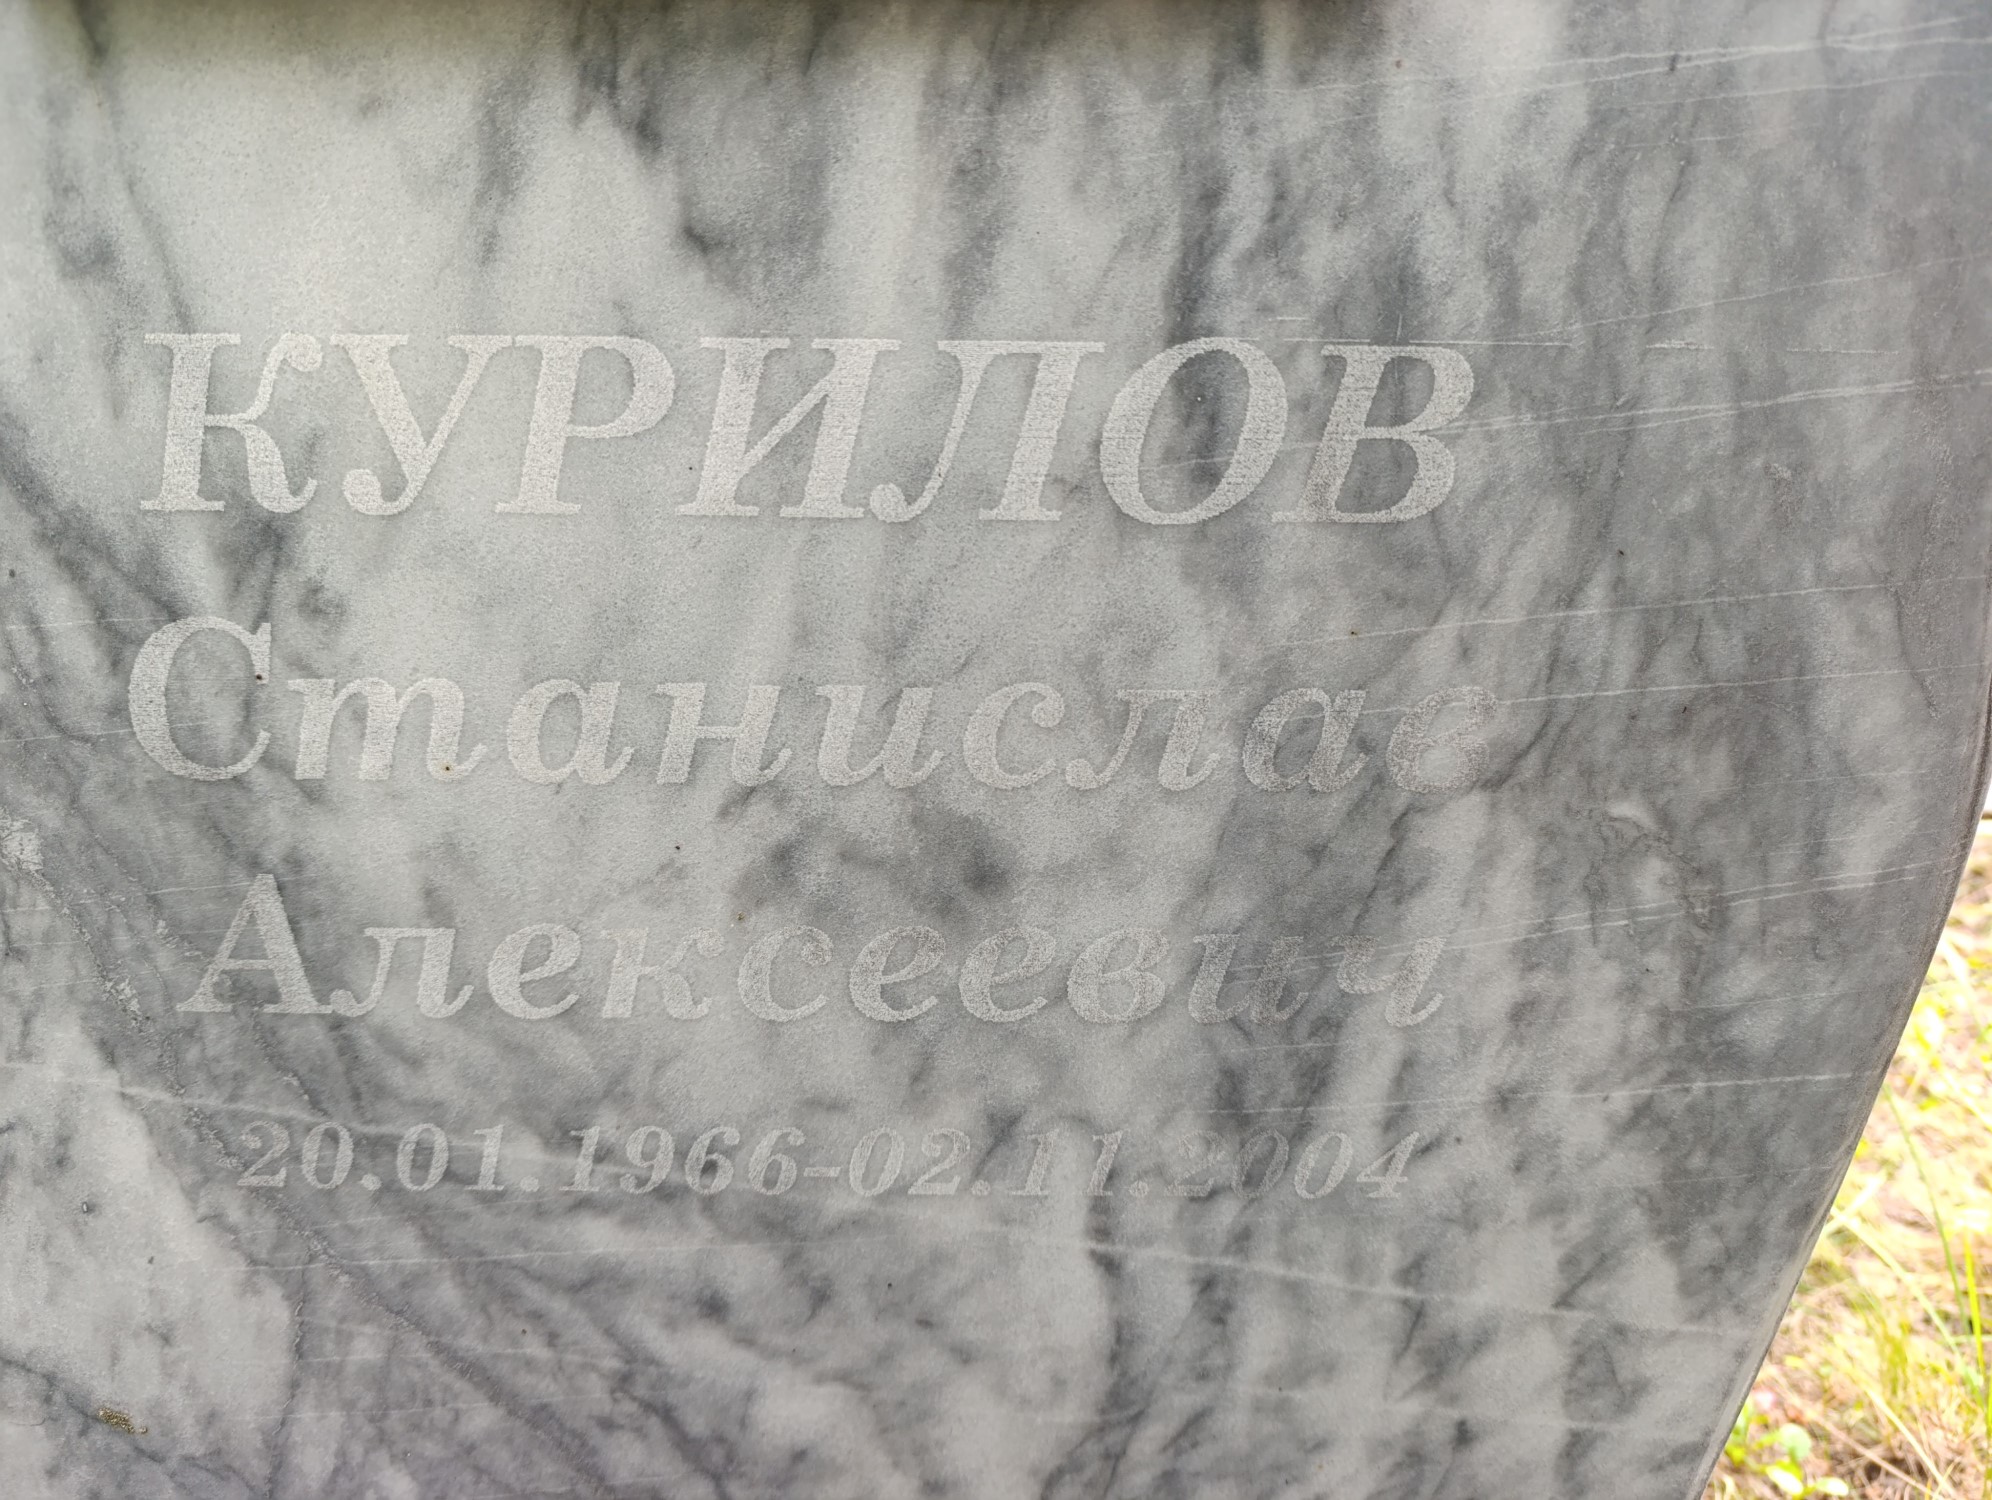 КУРИЛОВ
Станислав
Алексеевич
20.01.1966-02.11.2004